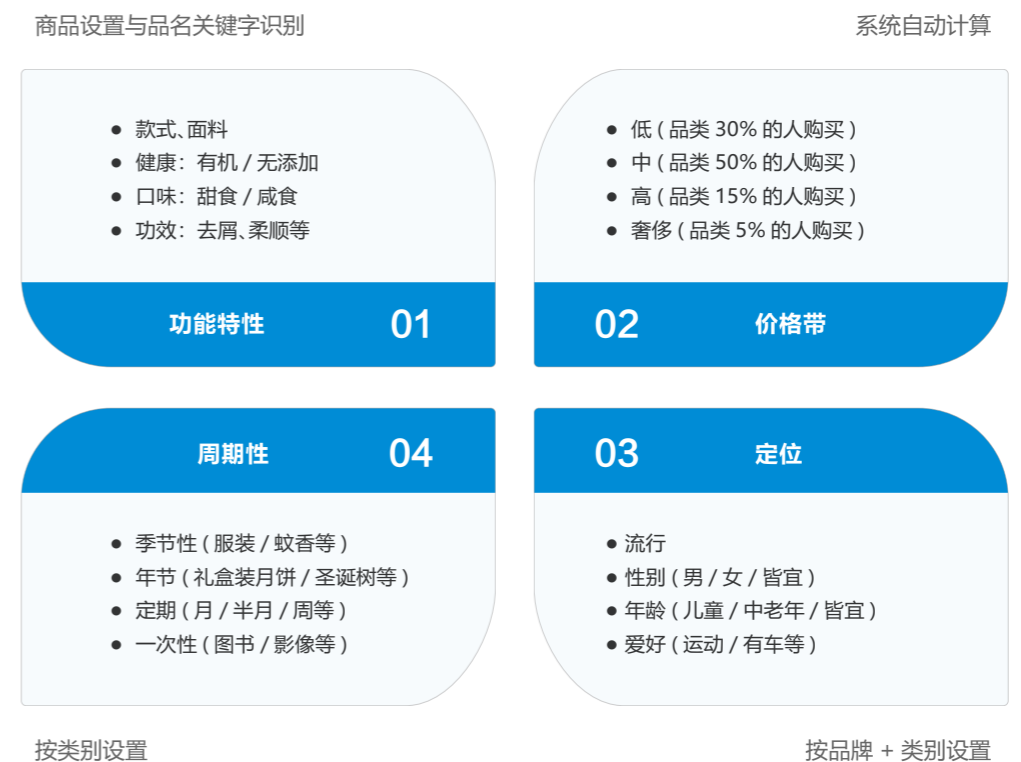 商品设置与品名关键字识别
系统自动计算
● 款式、面料
● 健康：有机 / 无添加
● 口味：甜食 / 咸食
● 功效：去屑、柔顺等
功能特性 01
● 低 ( 品类 30% 的人购买 )
● 中 ( 品类 50% 的人购买 )
● 高 ( 品类 15% 的人购买 )
● 奢侈 ( 品类 5% 的人购买 )
02 价格带
周期性 04
● 季节性 ( 服装 / 蚊香等 )
● 年节 ( 礼盒装月饼 / 圣诞树等 )
● 定期 ( 月 / 半月 / 周等 )
● 一次性 ( 图书 / 影像等 )
03 定位
● 流行
● 性别 ( 男 / 女 / 皆宜 )
● 年龄 ( 儿童 / 中老年 / 皆宜 )
● 爱好 ( 运动 / 有车等 )
按类别设置
按品牌 + 类别设置